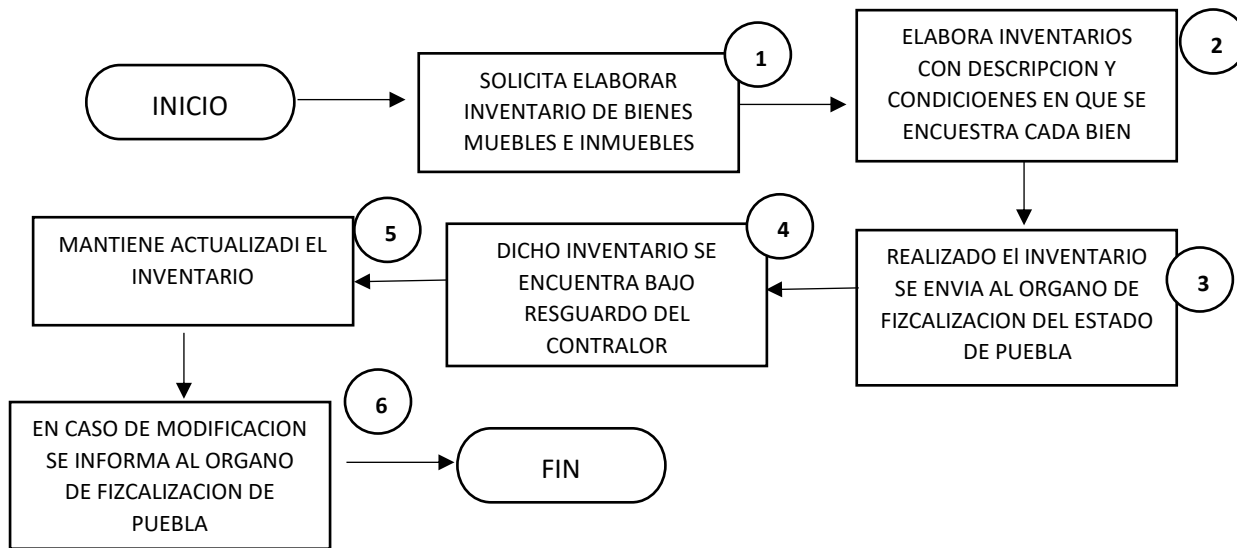 INICIO
1
SOLICITA ELABORAR
INVENTARIO DE BIENES
MUEBLES E INMUEBLES
2
ELABORA INVENTARIOS
CON DESCRIPCION Y
CONDICIOENES EN QUE SE
ENCUESTRA CADA BIEN
3
REALIZADO El INVENTARIO
SE ENVIA AL ORGANO DE
FIZCALIZACION DEL ESTADO
DE PUEBLA
4
DICHO INVENTARIO SE
ENCUENTRA BAJO
RESGUARDO DEL
CONTRALOR
5
MANTIENE ACTUALIZADI EL
INVENTARIO
6
EN CASO DE MODIFICACION
SE INFORMA AL ORGANO
DE FIZCALIZACION DE
PUEBLA
FIN